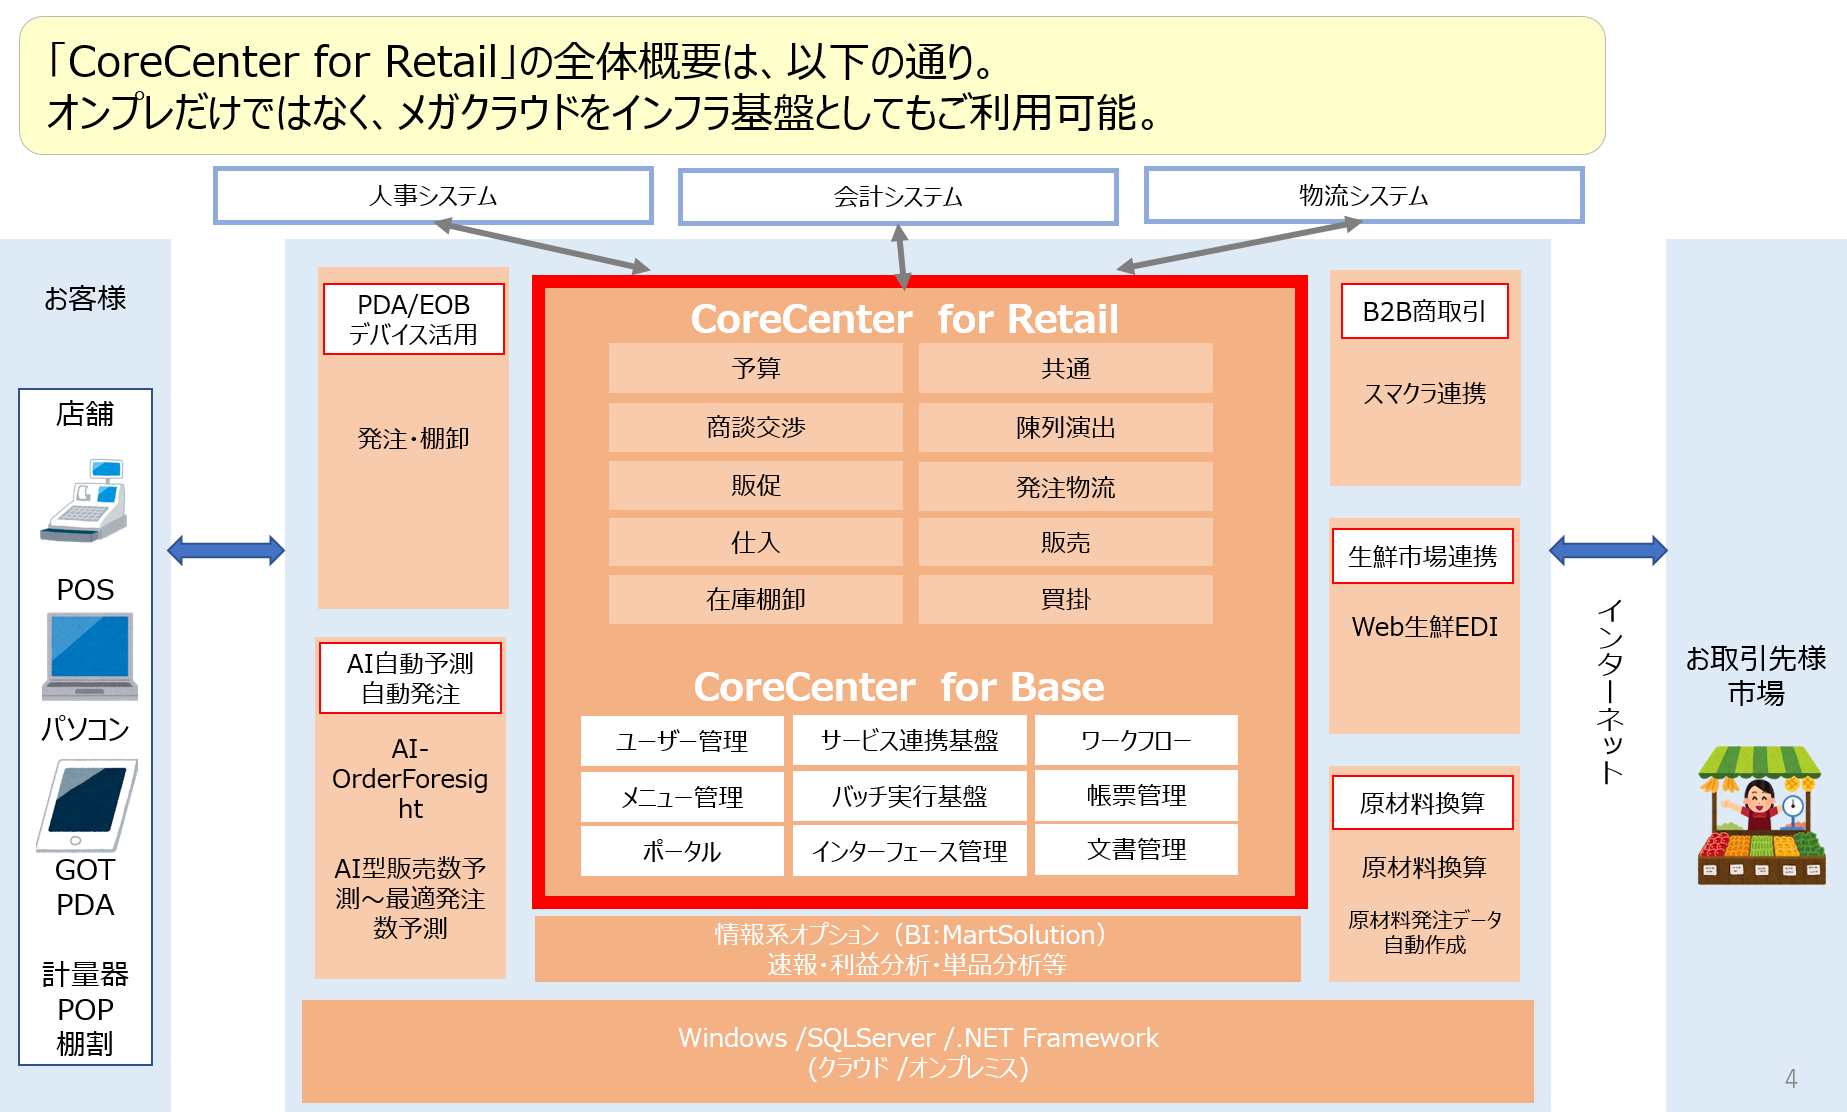 「CoreCenter for Retail」の全体概要は、以下の通り。
オンプレだけではなく、メガクラウドをインフラ基盤としてもご利用可能。
人事システム
会計システム
物流システム
お客様
店舗
POS
パソコン
GOT
PDA
計量器
POP
棚割
PDA/EOB
デバイス活用
発注・棚卸
AI自動予測
自動発注
AI-
OrderForesig
ht
AI型販売数予
測～最適発注
数予測
CoreCenter for Retail
予算
共通
商談交渉
陳列演出
販促
発注物流
仕入
販売
在庫棚卸
買掛
CoreCenter for Base
ユーザー管理
サービス連携基盤
ワークフロー
メニュー管理
バッチ実行基盤
帳票管理
ポータル
インターフェース管理
文書管理
情報系オプション（BI:MartSolution）
速報・利益分析・単品分析等
B2B商取引
スマクラ連携
生鮮市場連携
Web生鮮EDI
原材料換算
原材料換算
原材料発注データ
自動作成
Windows /SQLServer /.NET Framework
(クラウド /オンプレミス)
インターネット
お取引先様
市場
4